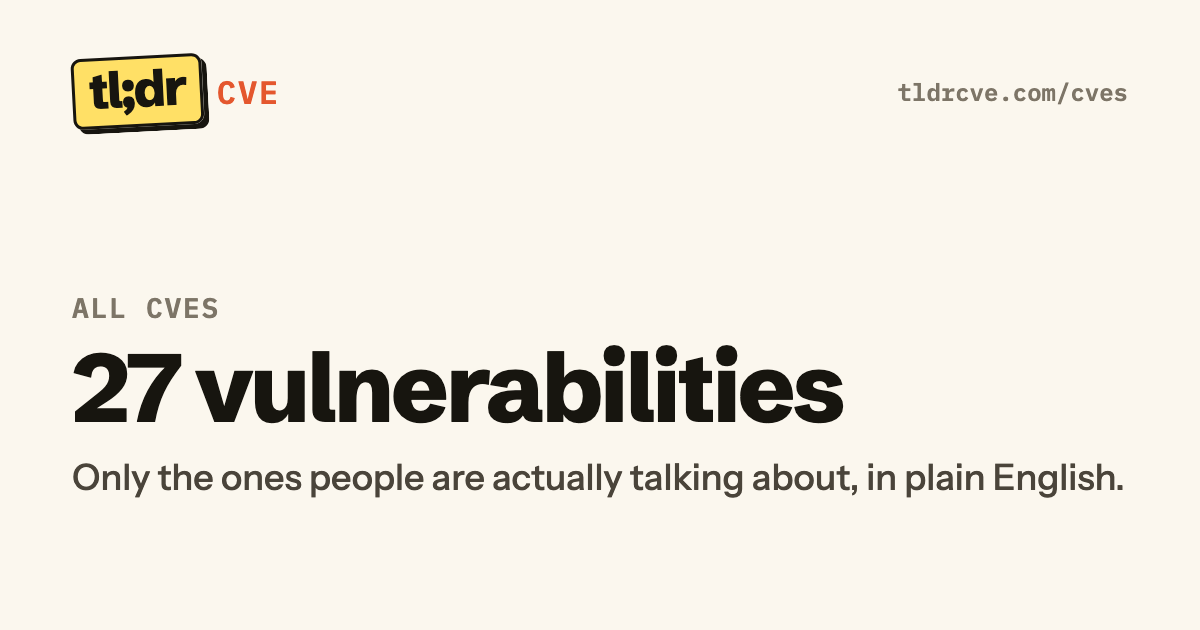 tl;dr CVE
tldrcve.com/cves
ALL CVES
27 vulnerabilities
Only the ones people are actually talking about, in plain English.